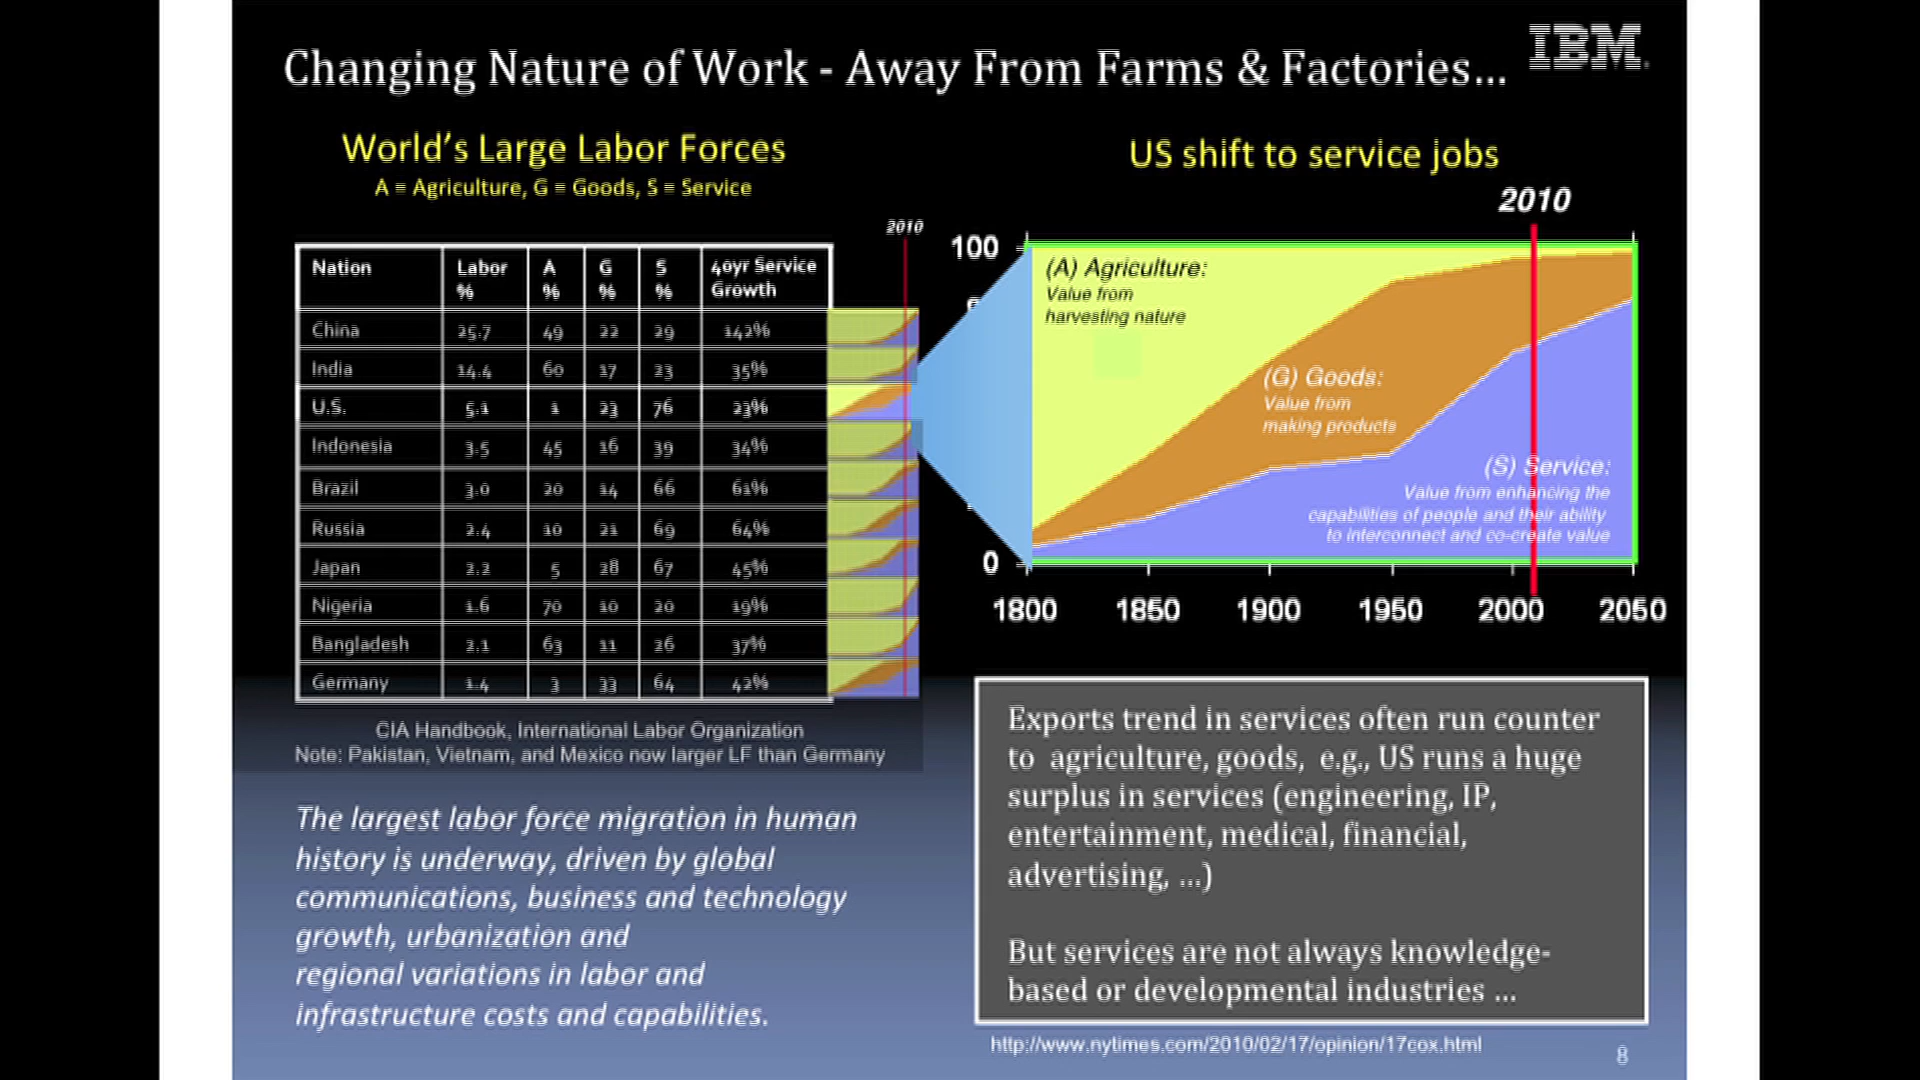 Changing Nature of Work - Away From Farms & Factories...
IBM
World's Large Labor Forces
A = Agriculture, G = Goods, S = Service
2010
Nation Labor % A % G % S % 40yr Service Growth
China 25.7 49 22 29 142%
India 14.4 60 17 23 35%
U.S. 5.1 1 23 76 23%
Indonesia 3.5 45 16 39 34%
Brazil 3.0 20 14 66 61%
Russia 2.4 10 21 69 64%
Japan 2.2 5 28 67 45%
Nigeria 1.6 70 10 20 19%
Bangladesh 2.1 63 11 26 37%
Germany 1.4 3 33 64 42%
CIA Handbook, International Labor Organization
Note: Pakistan, Vietnam, and Mexico now larger LF than Germany
The largest labor force migration in human
history is underway, driven by global
communications, business and technology
growth, urbanization and
regional variations in labor and
infrastructure costs and capabilities.
US shift to service jobs
2010
100
(A) Agriculture:
Value from
harvesting nature
(G) Goods:
Value from
making products
(S) Service:
Value from enhancing the
capabilities of people and their ability
to interconnect and co-create value
0
1800 1850 1900 1950 2000 2050
Exports trend in services often run counter
to agriculture, goods, e.g., US runs a huge
surplus in services (engineering, IP,
entertainment, medical, financial,
advertising, ...)
But services are not always knowledge-
based or developmental industries ...
http://www.nytimes.com/2010/02/17/opinion/17cox.html
8